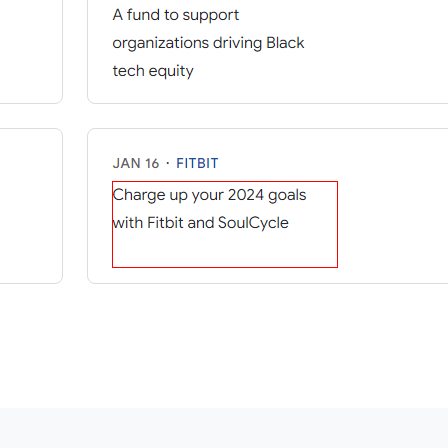 A fund to support
organizations driving Black
tech equity
JAN 16 · FITBIT
Charge up your 2024 goals
with Fitbit and SoulCycle